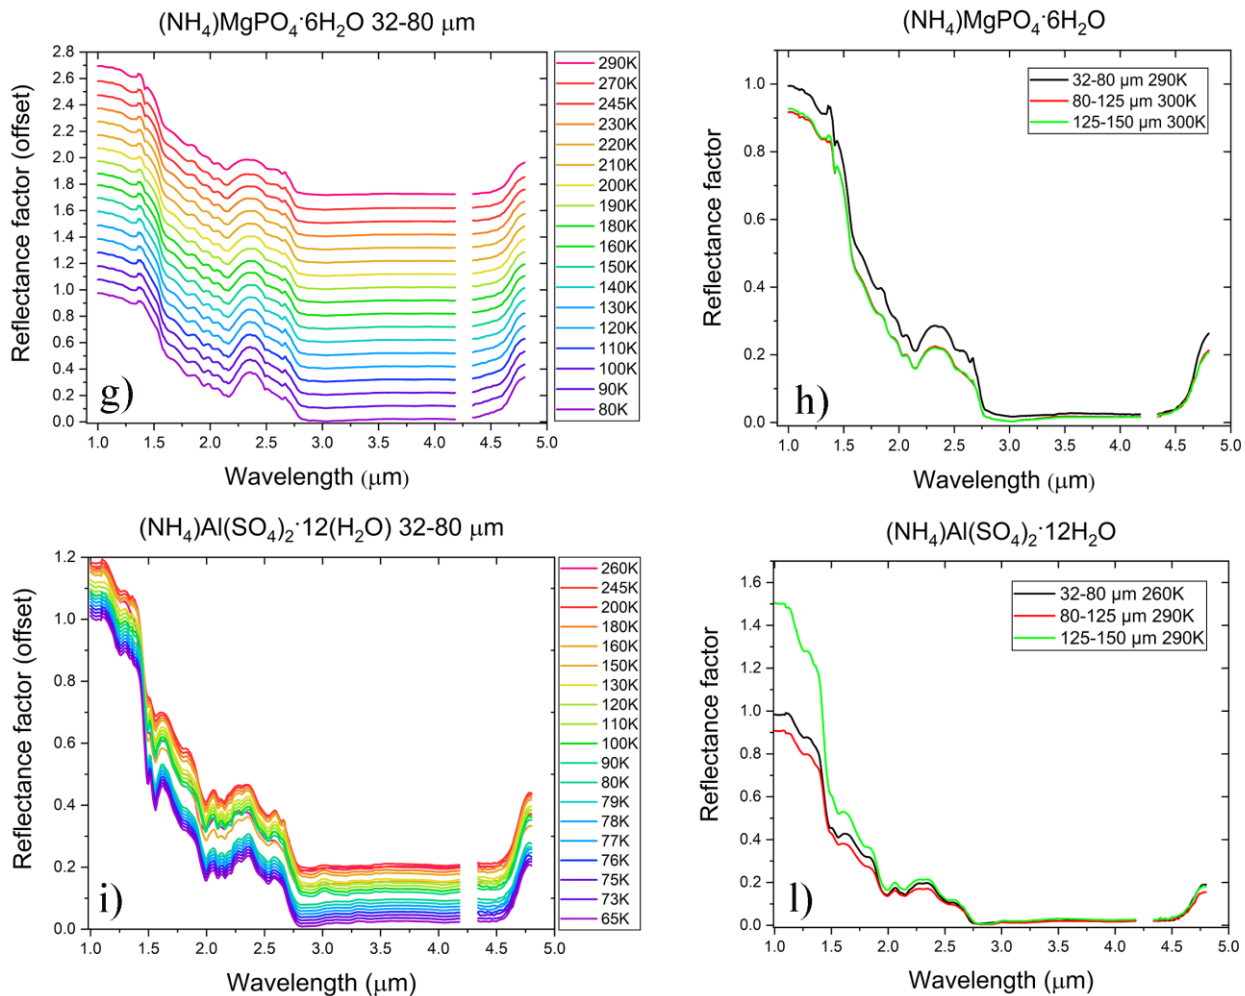 (NH₄)MgPO₄·6H₂O 32-80 μm
Reflectance factor (offset)
2.8
2.6
2.4
2.2
2.0
1.8
1.6
1.4
1.2
1.0
0.8
0.6
0.4
0.2
0.0
g)
1.0 1.5 2.0 2.5 3.0 3.5 4.0 4.5 5.0
Wavelength (μm)
290K
270K
245K
230K
220K
210K
200K
190K
180K
160K
150K
140K
130K
120K
110K
100K
90K
80K
(NH₄)MgPO₄·6H₂O
Reflectance factor
1.0
0.8
0.6
0.4
0.2
0.0
32-80 μm 290K
80-125 μm 300K
125-150 μm 300K
h)
1.0 1.5 2.0 2.5 3.0 3.5 4.0 4.5 5.0
Wavelength (μm)
(NH₄)Al(SO₄)₂·12(H₂O) 32-80 μm
Reflectance factor (offset)
1.2
1.0
0.8
0.6
0.4
0.2
0.0
i)
1.0 1.5 2.0 2.5 3.0 3.5 4.0 4.5 5.0
Wavelength (μm)
260K
245K
200K
180K
160K
150K
130K
120K
110K
100K
90K
80K
79K
78K
77K
76K
75K
73K
65K
(NH₄)Al(SO₄)₂·12H₂O
Reflectance factor
1.6
1.4
1.2
1.0
0.8
0.6
0.4
0.2
0.0
32-80 μm 260K
80-125 μm 290K
125-150 μm 290K
l)
1.0 1.5 2.0 2.5 3.0 3.5 4.0 4.5 5.0
Wavelength (μm)